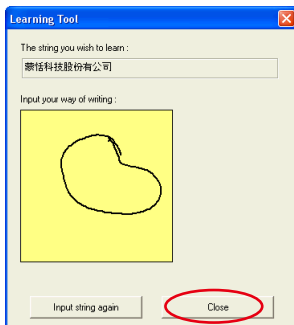 Learning Tool
The string you wish to learn :
蒙恬科技股份有公司
Input your way of writing :
Input string again
Close